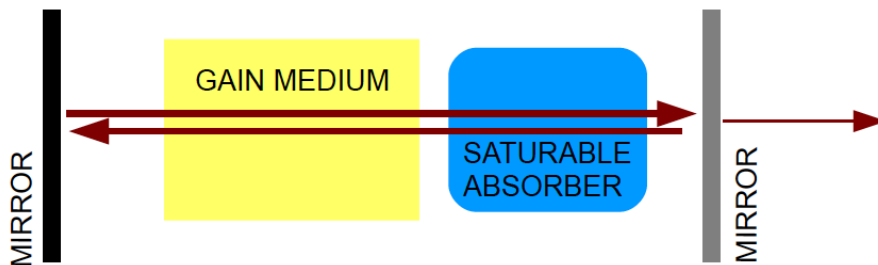 MIRROR
GAIN MEDIUM
SATURABLE
ABSORBER
MIRROR